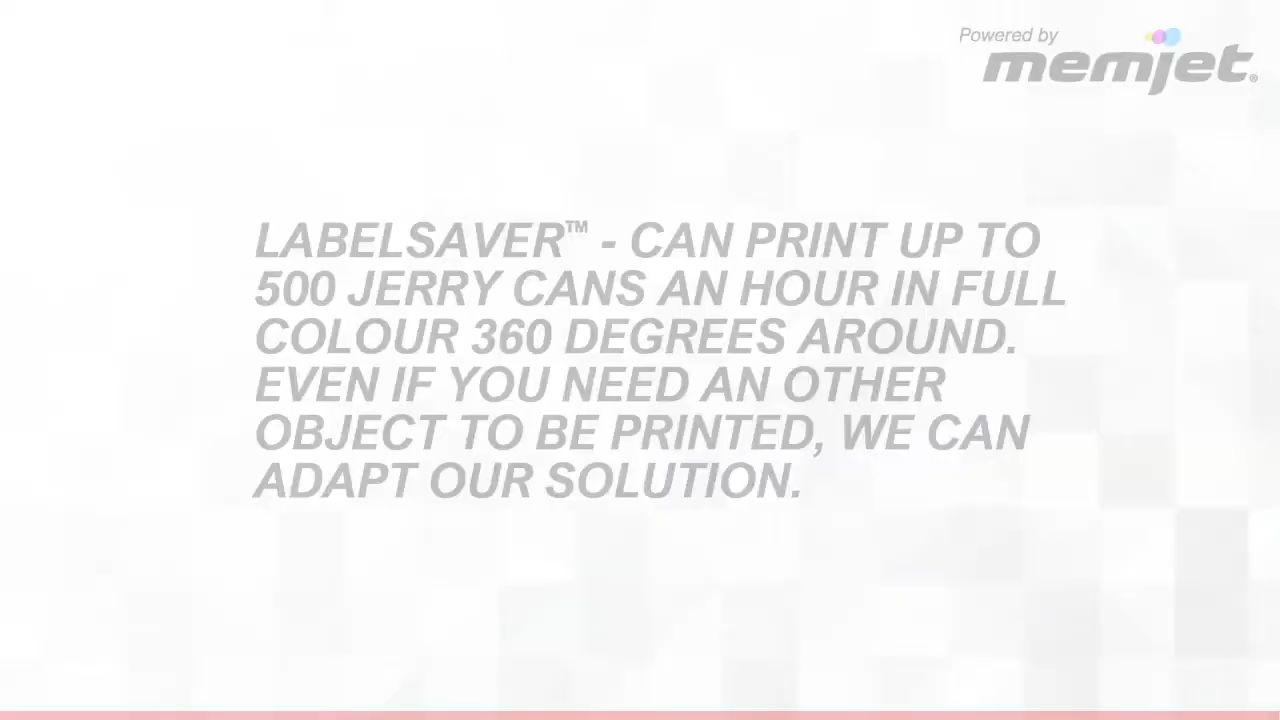 Powered by
memjet®
LABELSAVER™ - CAN PRINT UP TO
500 JERRY CANS AN HOUR IN FULL
COLOUR 360 DEGREES AROUND.
EVEN IF YOU NEED AN OTHER
OBJECT TO BE PRINTED, WE CAN
ADAPT OUR SOLUTION.